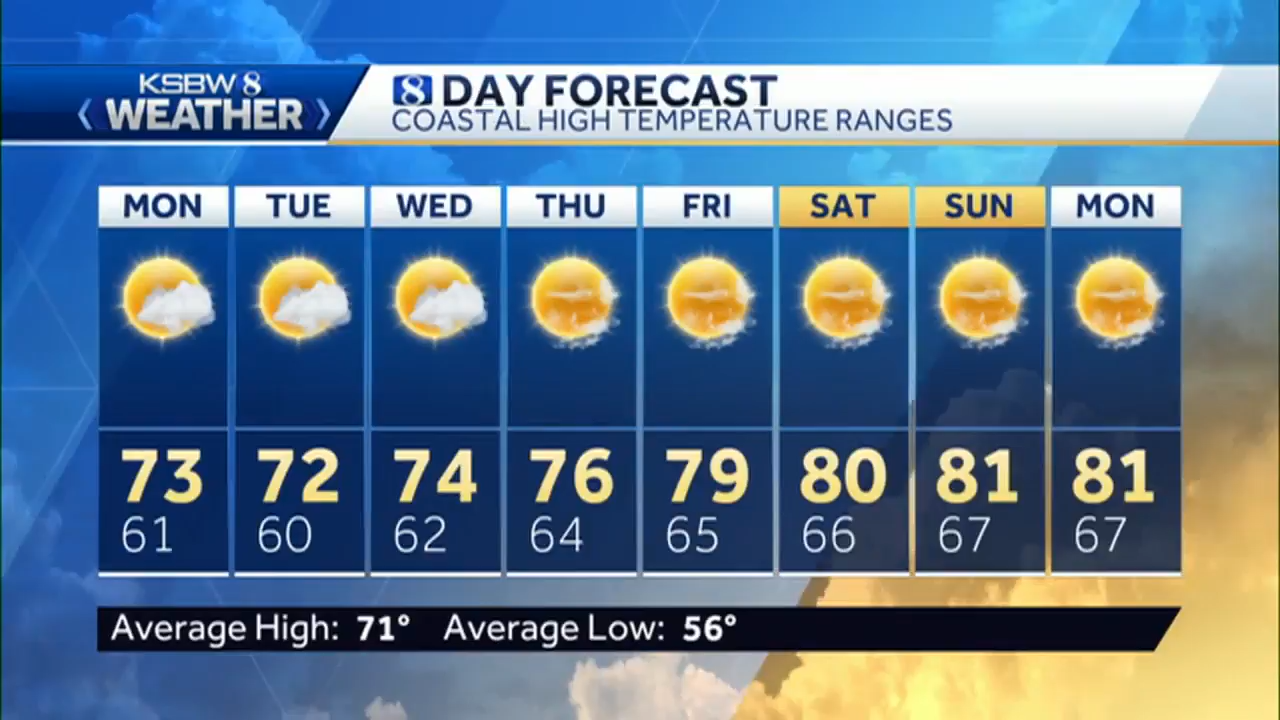 KSBW 8
WEATHER
8 DAY FORECAST
COASTAL HIGH TEMPERATURE RANGES
MON TUE WED THU FRI SAT SUN MON
73 72 74 76 79 80 81 81
61 60 62 64 65 66 67 67
Average High: 71° Average Low: 56°